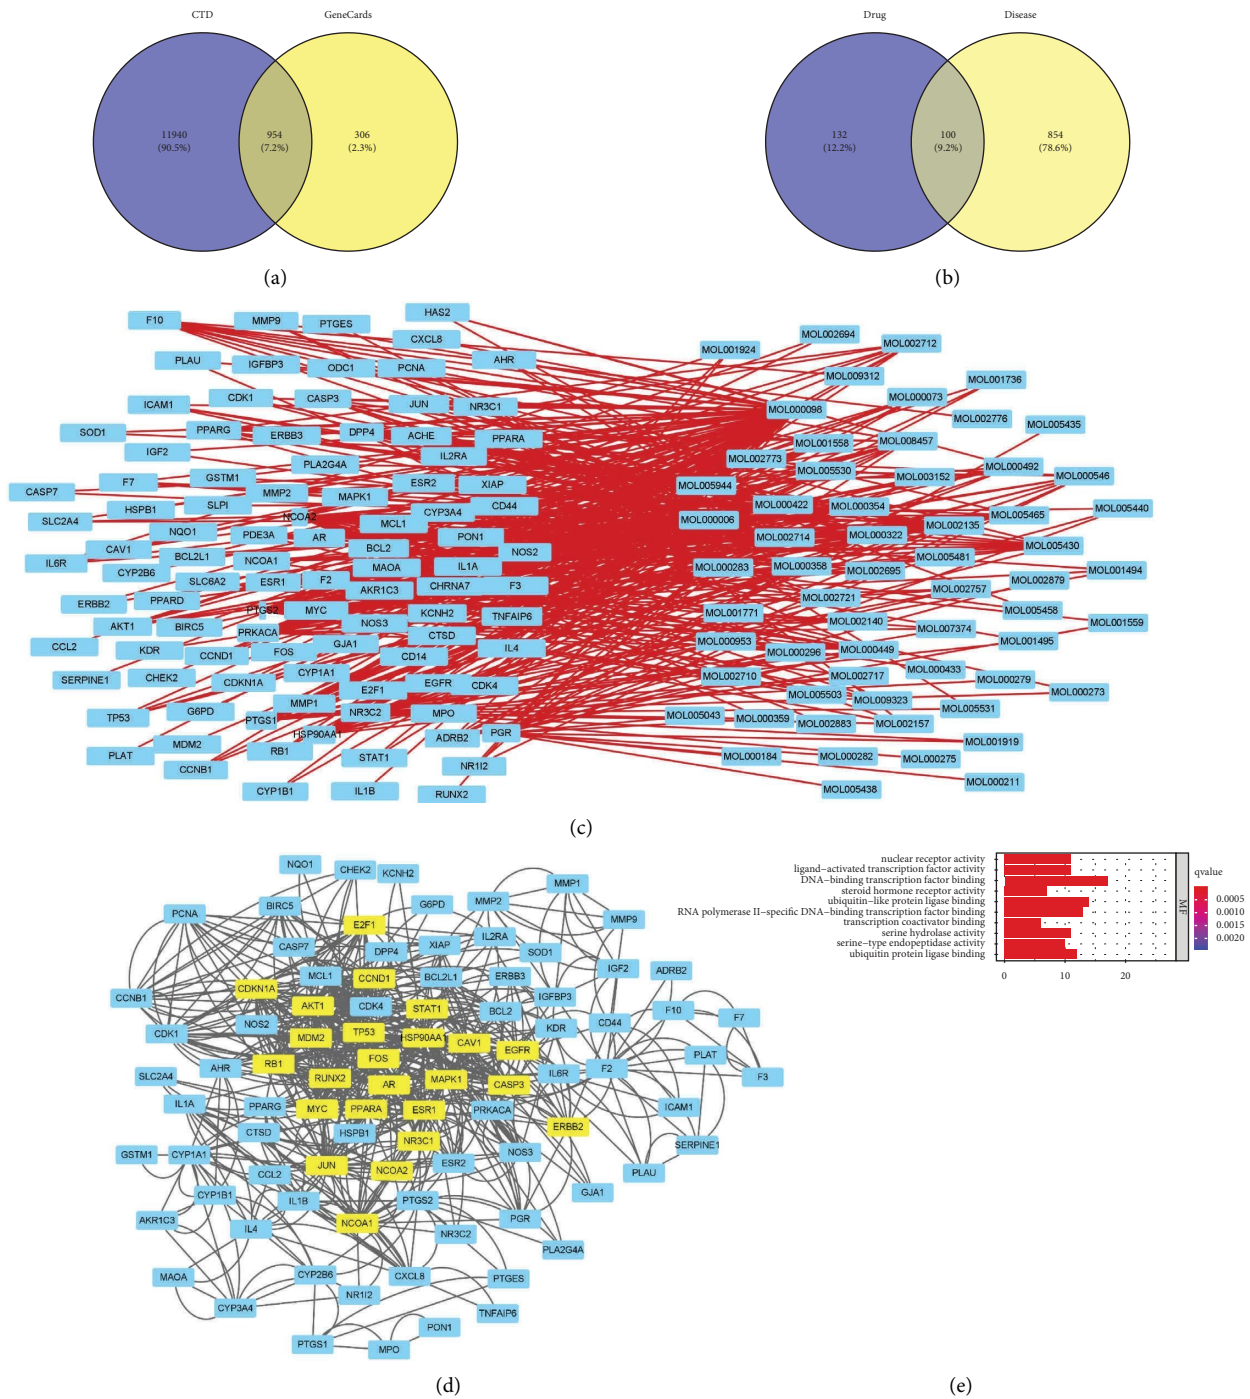 CTD
GeneCards
11940
(90.5%)
954
(7.2%)
306
(2.3%)
(a)
Drug
Disease
132
(12.2%)
100
(9.2%)
854
(78.6%)
(b)
F10
MMP9
PTGES
HAS2
CXCL8
PLAU
IGFBP3
ODC1
PCNA
AHR
ICAM1
CDK1
CASP3
JUN
NR3C1
SOD1
PPARG
ERBB3
DPP4
ACHE
PPARA
IGF2
IL2RA
PLA2G4A
F7
GSTM1
ESR2
XIAP
CASP7
MMP2
MAPK1
HSPB1
SLPI
CYP3A4
CD44
SLC2A4
NCOA2
MCL1
NQO1
PDE3A
AR
PON1
CAV1
BCL2
NOS2
IL6R
BCL2L1
NCOA1
MAOA
IL1A
CYP2B6
SLC6A2
ESR1
F2
AKR1C3
CHRNA7
F3
ERBB2
PPARD
PTGS2
MYC
KCNH2
TNFAIP6
AKT1
BIRC5
PRKACA
NOS3
CTSD
CCL2
KDR
CCND1
FOS
GJA1
CD14
IL4
SERPINE1
CHEK2
CDKN1A
CYP1A1
E2F1
EGFR
CDK4
TP53
G6PD
PTGS1
MMP1
NR3C2
MPO
PLAT
MDM2
RB1
HSP90AA1
ADRB2
PGR
CCNB1
STAT1
NR1I2
CYP1B1
IL1B
RUNX2
MOL001924
MOL002694
MOL002712
MOL009312
MOL001736
MOL000073
MOL000098
MOL002776
MOL005435
MOL001558
MOL008457
MOL002773
MOL005530
MOL000492
MOL003152
MOL000546
MOL005944
MOL000422
MOL000354
MOL005440
MOL005465
MOL000006
MOL002135
MOL002714
MOL000322
MOL005430
MOL005481
MOL000283
MOL000358
MOL002695
MOL001494
MOL002879
MOL002757
MOL002721
MOL001771
MOL005458
MOL002140
MOL007374
MOL001559
MOL000953
MOL001495
MOL000296
MOL000449
MOL000433
MOL002710
MOL002717
MOL000279
MOL000273
MOL005503
MOL009323
MOL005531
MOL005043
MOL000359
MOL002883
MOL002157
MOL001919
MOL000184
MOL000282
MOL000275
MOL000211
MOL005438
(c)
NQO1
CHEK2
KCNH2
MMP1
PCNA
BIRC5
G6PD
MMP2
E2F1
MMP9
CASP7
DPP4
XIAP
IL2RA
SOD1
MCL1
CCND1
BCL2L1
ERBB3
IGF2
ADRB2
CCNB1
CDKN1A
AKT1
CDK4
STAT1
BCL2
IGFBP3
F10
F7
CDK1
NOS2
TP53
KDR
CD44
MDM2
HSP90AA1
CAV1
EGFR
PLAT
RB1
FOS
F2
SLC2A4
AHR
RUNX2
AR
MAPK1
CASP3
IL6R
F3
IL1A
PPARG
MYC
PPARA
ESR1
PRKACA
ICAM1
CTSD
HSPB1
NR3C1
ERBB2
SERPINE1
GSTM1
CYP1A1
JUN
NCOA2
ESR2
NOS3
PLAU
CCL2
GJA1
CYP1B1
IL1B
PTGS2
AKR1C3
IL4
NCOA1
PGR
NR3C2
PLA2G4A
MAOA
CYP2B6
CXCL8
PTGES
NR1I2
CYP3A4
TNFAIP6
PON1
PTGS1
MPO
(d)
nuclear receptor activity
ligand−activated transcription factor activity
DNA−binding transcription factor binding
steroid hormone receptor activity
ubiquitin−like protein ligase binding
RNA polymerase II−specific DNA−binding transcription factor binding
transcription coactivator binding
serine hydrolase activity
serine−type endopeptidase activity
ubiquitin protein ligase binding
0
10
20
MF
qvalue
0.0005
0.0010
0.0015
0.0020
(e)